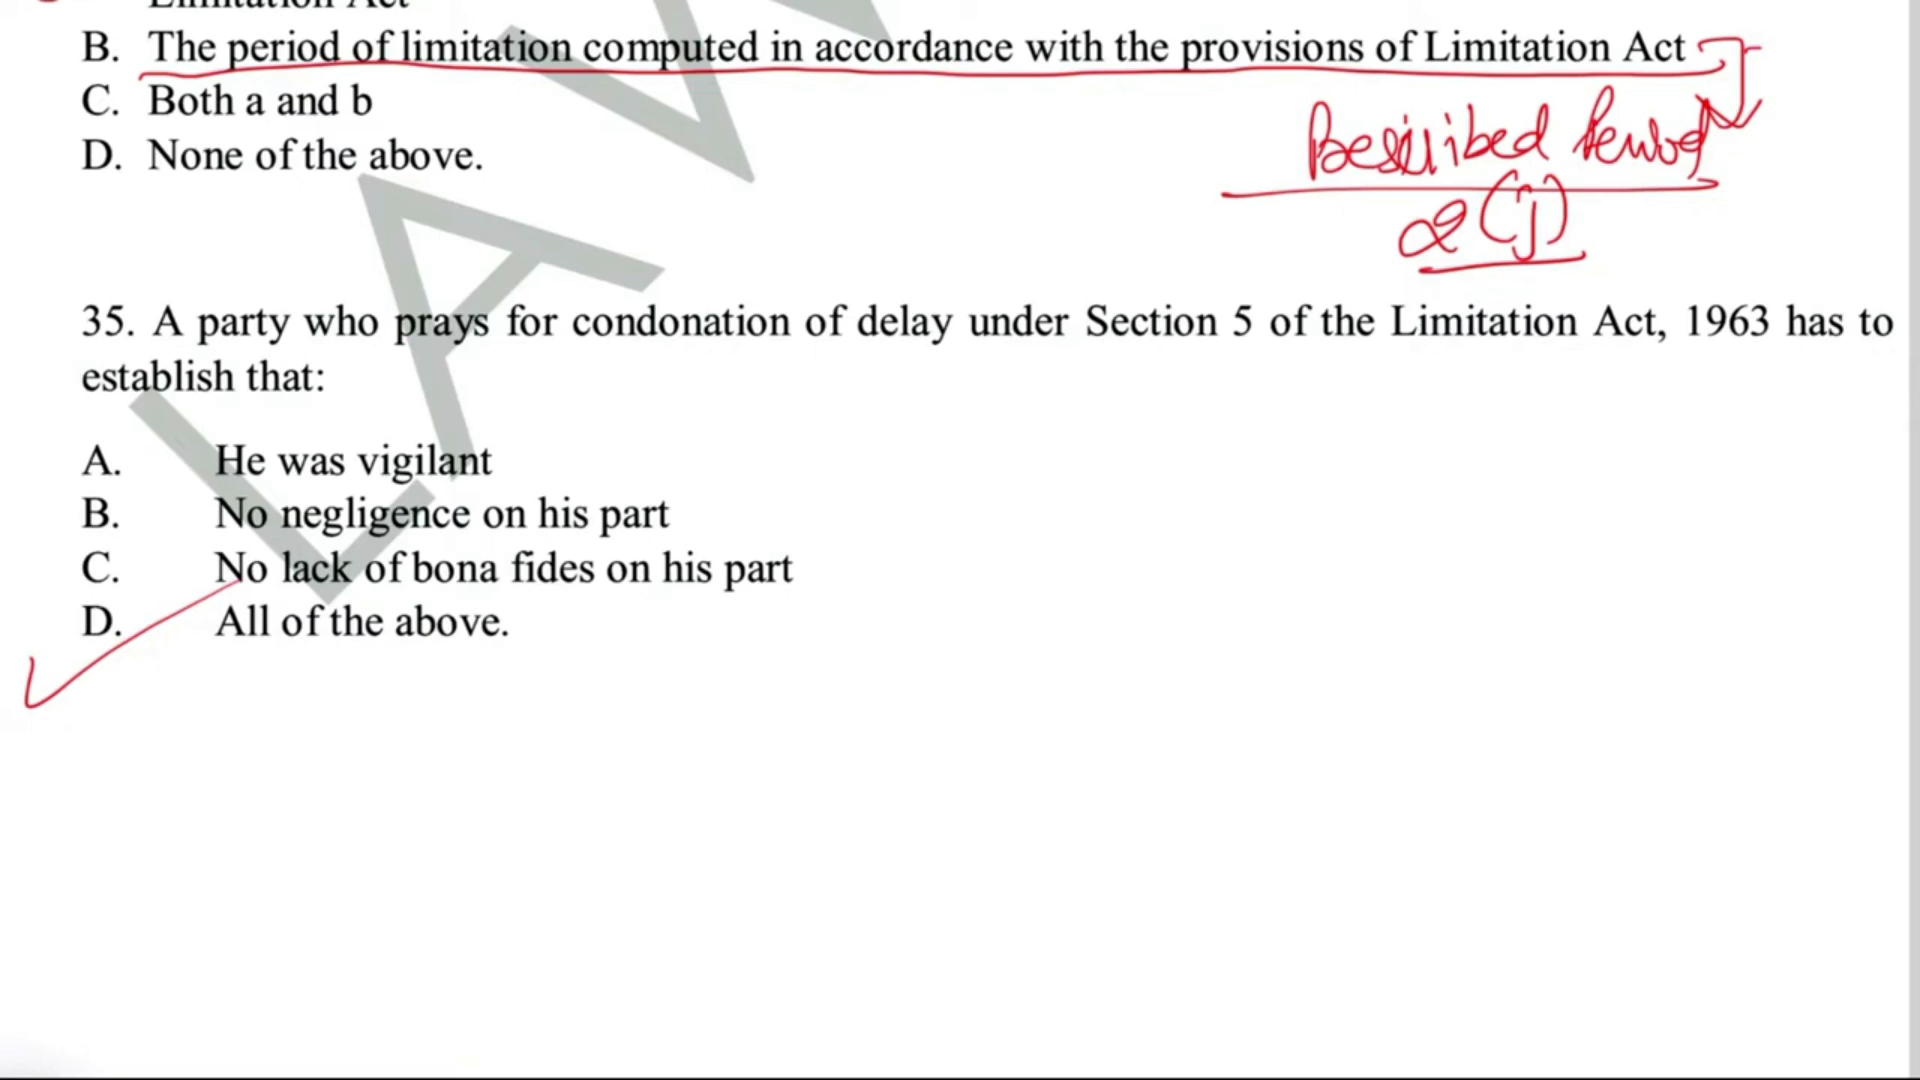 Limitation Act
B. The period of limitation computed in accordance with the provisions of Limitation Act
C. Both a and b
D. None of the above.
Period
2(j)
35. A party who prays for condonation of delay under Section 5 of the Limitation Act, 1963 has to
establish that:
A. He was vigilant
B. No negligence on his part
C. No lack of bona fides on his part
D. All of the above.
LAW